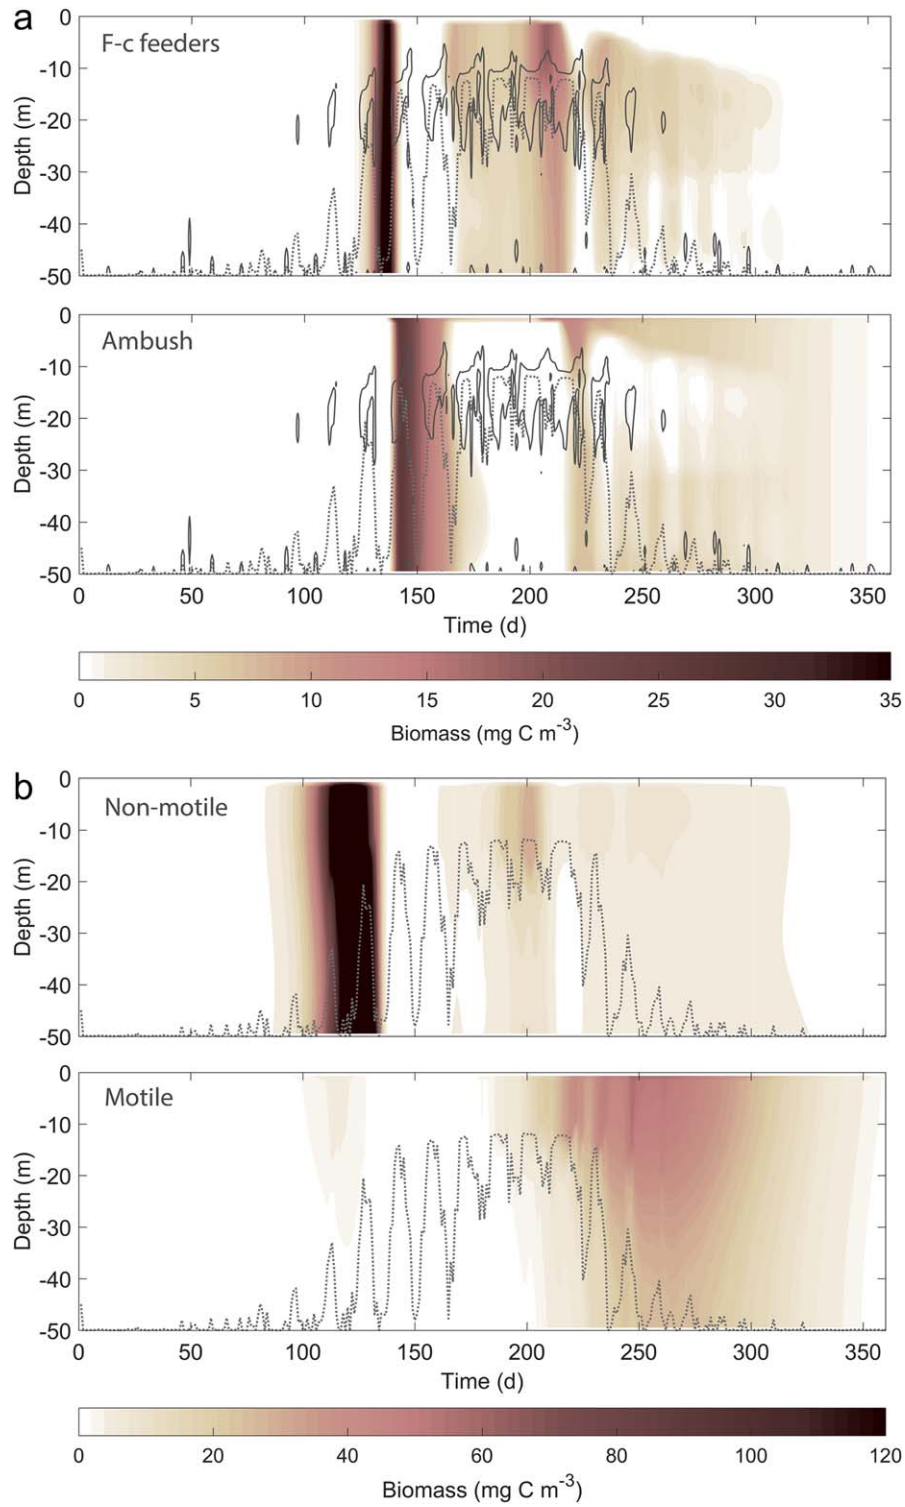 a
F-c feeders
0
-10
-20
-30
-40
-50
Depth (m)
Ambush
0
-10
-20
-30
-40
-50
Depth (m)
0 50 100 150 200 250 300 350
Time (d)
0 5 10 15 20 25 30 35
Biomass (mg C m-3)
b
Non-motile
0
-10
-20
-30
-40
-50
Depth (m)
Motile
0
-10
-20
-30
-40
-50
Depth (m)
0 50 100 150 200 250 300 350
Time (d)
0 20 40 60 80 100 120
Biomass (mg C m-3)